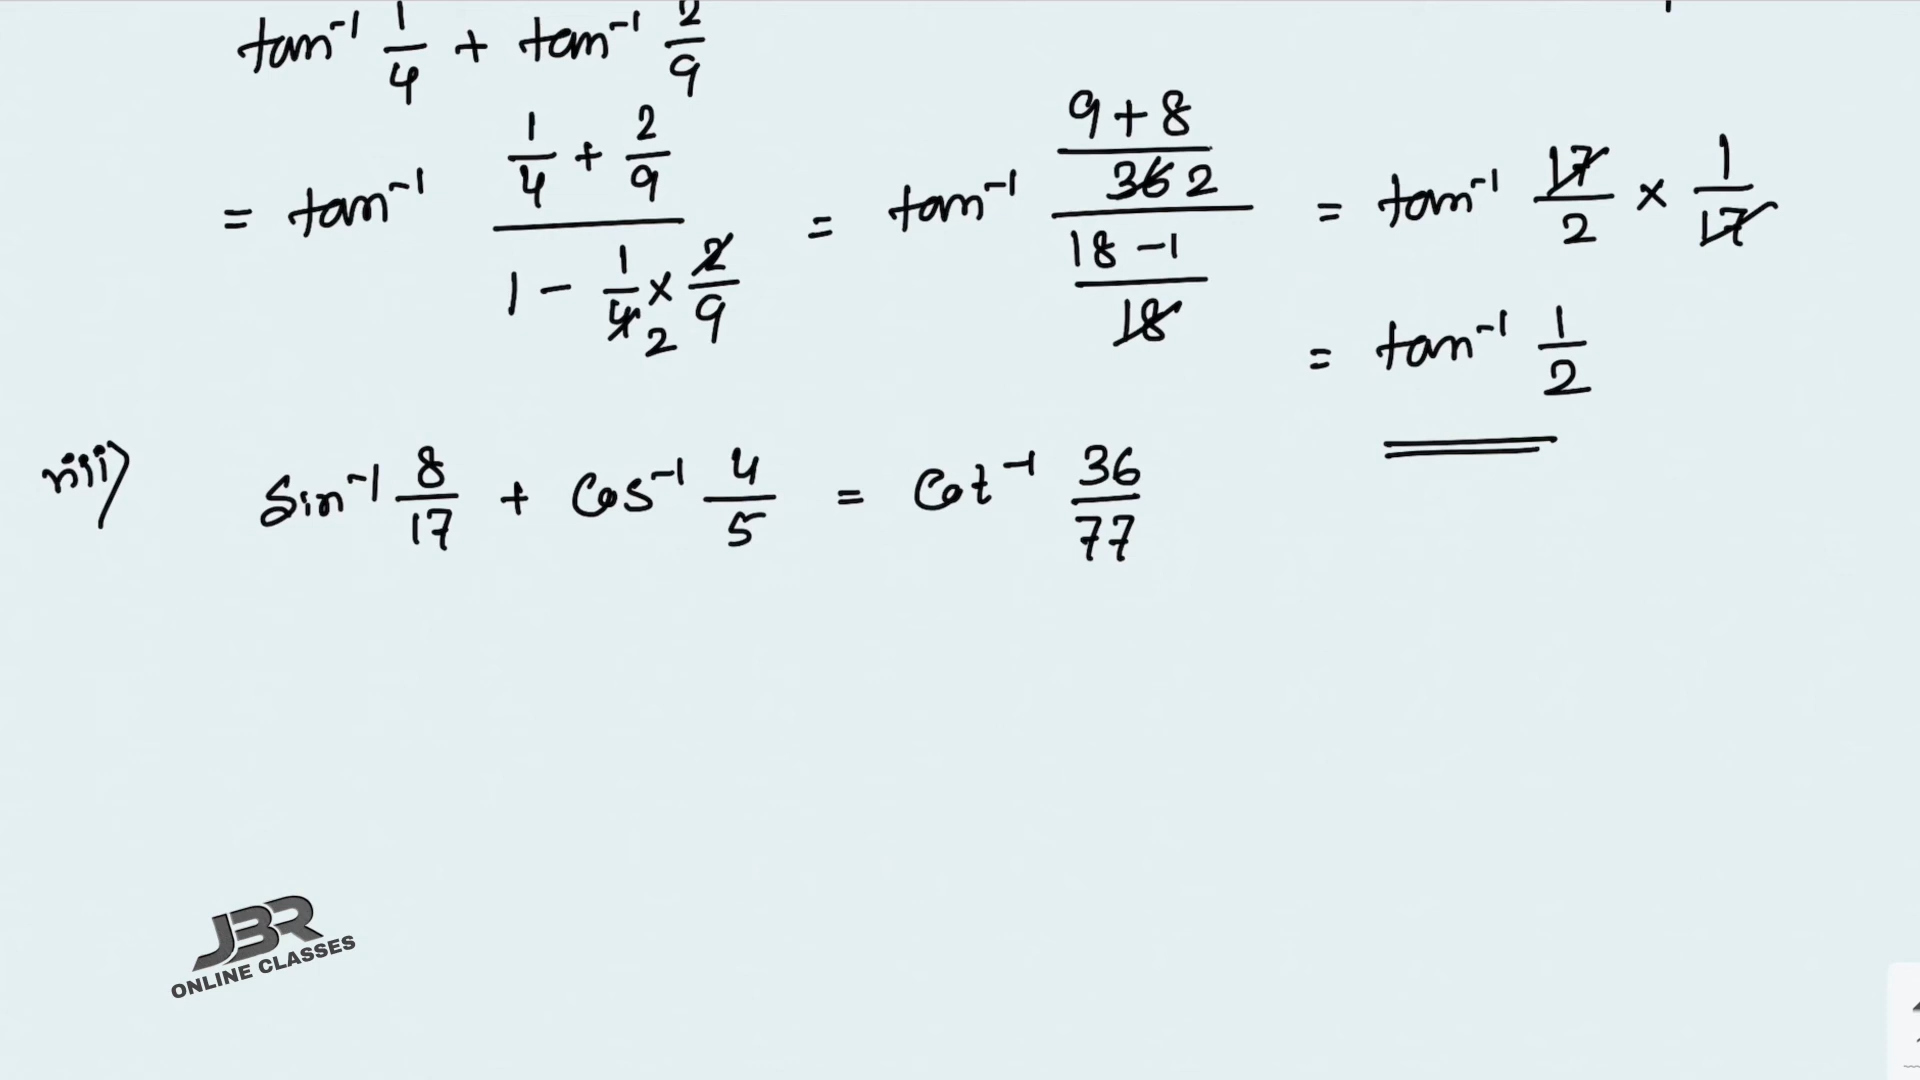 tan⁻¹ 1/4 + tan⁻¹ 2/9
= tan⁻¹ (1/4 + 2/9)/(1 - 1/4 × 2/9) 2 = tan⁻¹ ((9+8)/36 2)/((18-1)/18) = tan⁻¹ 17/2 × 1/17
= tan⁻¹ 1/2
sin⁻¹ 8/17 + cos⁻¹ 4/5 = cot⁻¹ 36/77
JBR
ONLINE CLASSES